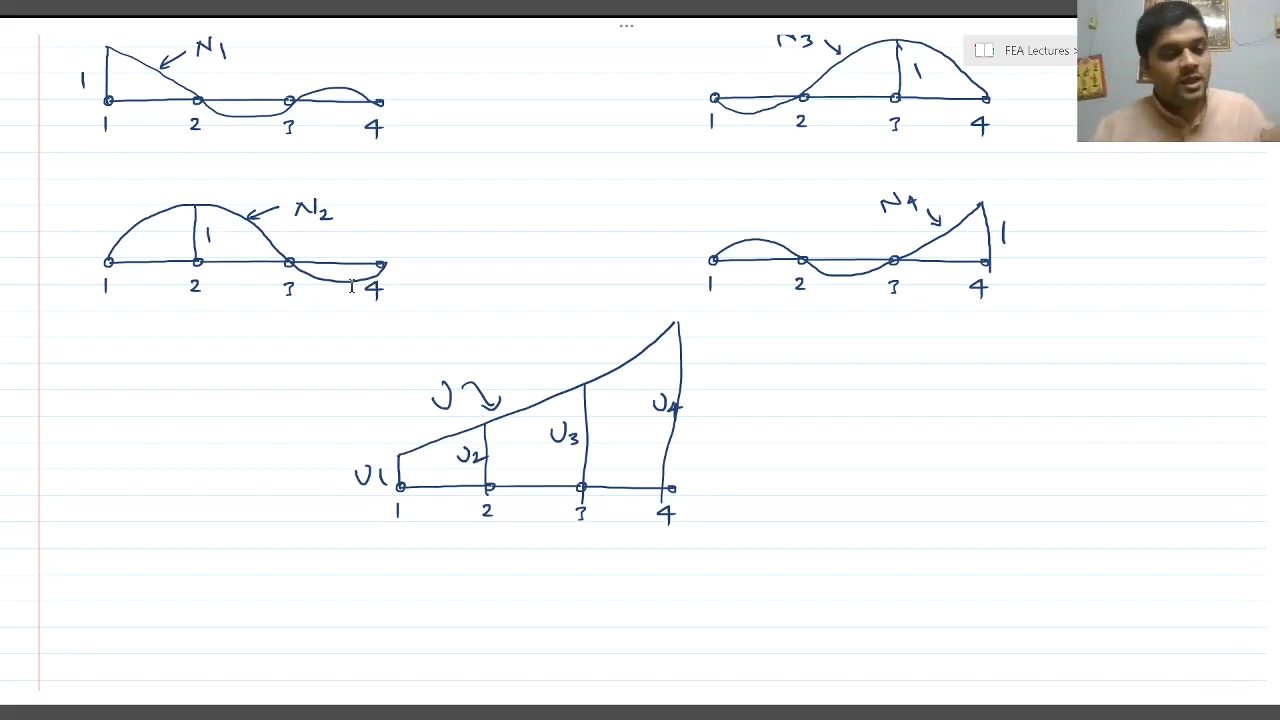 ...
FEA Lectures >
1 N1
1 2 3 4
N3 1
1 2 3 4
N2 1
1 2 3 4
N4 1
1 2 3 4
U
U1 U2 U3 U4
1 2 3 4